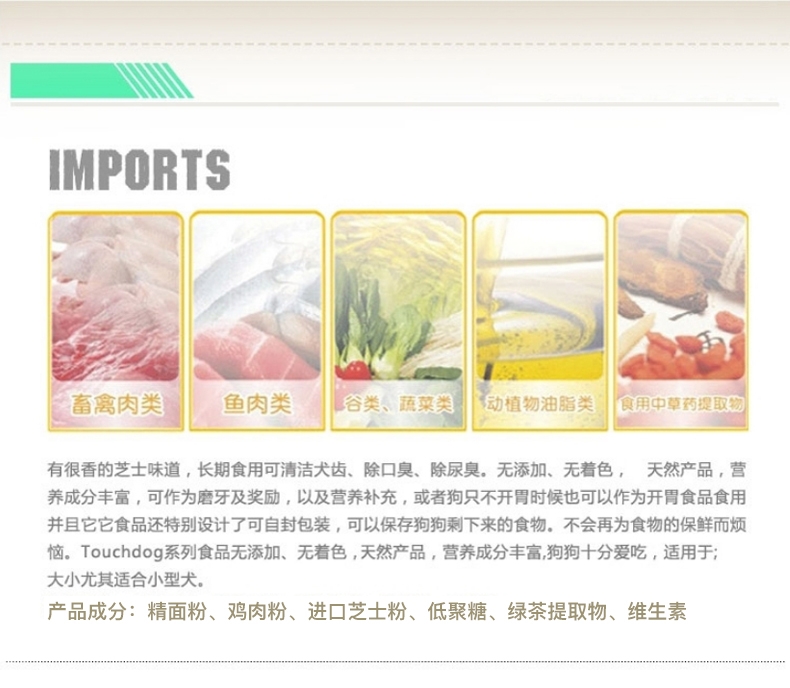 IMPORTS
畜禽肉类
鱼肉类
谷类、蔬菜类
动植物油脂类
食用中草药提取物
有很香的芝士味道，长期食用可清洁犬齿、除口臭、除尿臭。无添加、无着色， 天然产品，营
养成分丰富，可作为磨牙及奖励，以及营养补充，或者狗只不开胃时候也可以作为开胃食品食用
并且它它食品还特别设计了可自封包装，可以保存狗狗剩下来的食物。不会再为食物的保鲜而烦
恼。Touchdog系列食品无添加、无着色,天然产品，营养成分丰富,狗狗十分爱吃，适用于;
大小尤其适合小型犬。
产品成分：精面粉、鸡肉粉、进口芝士粉、低聚糖、绿茶提取物、维生素